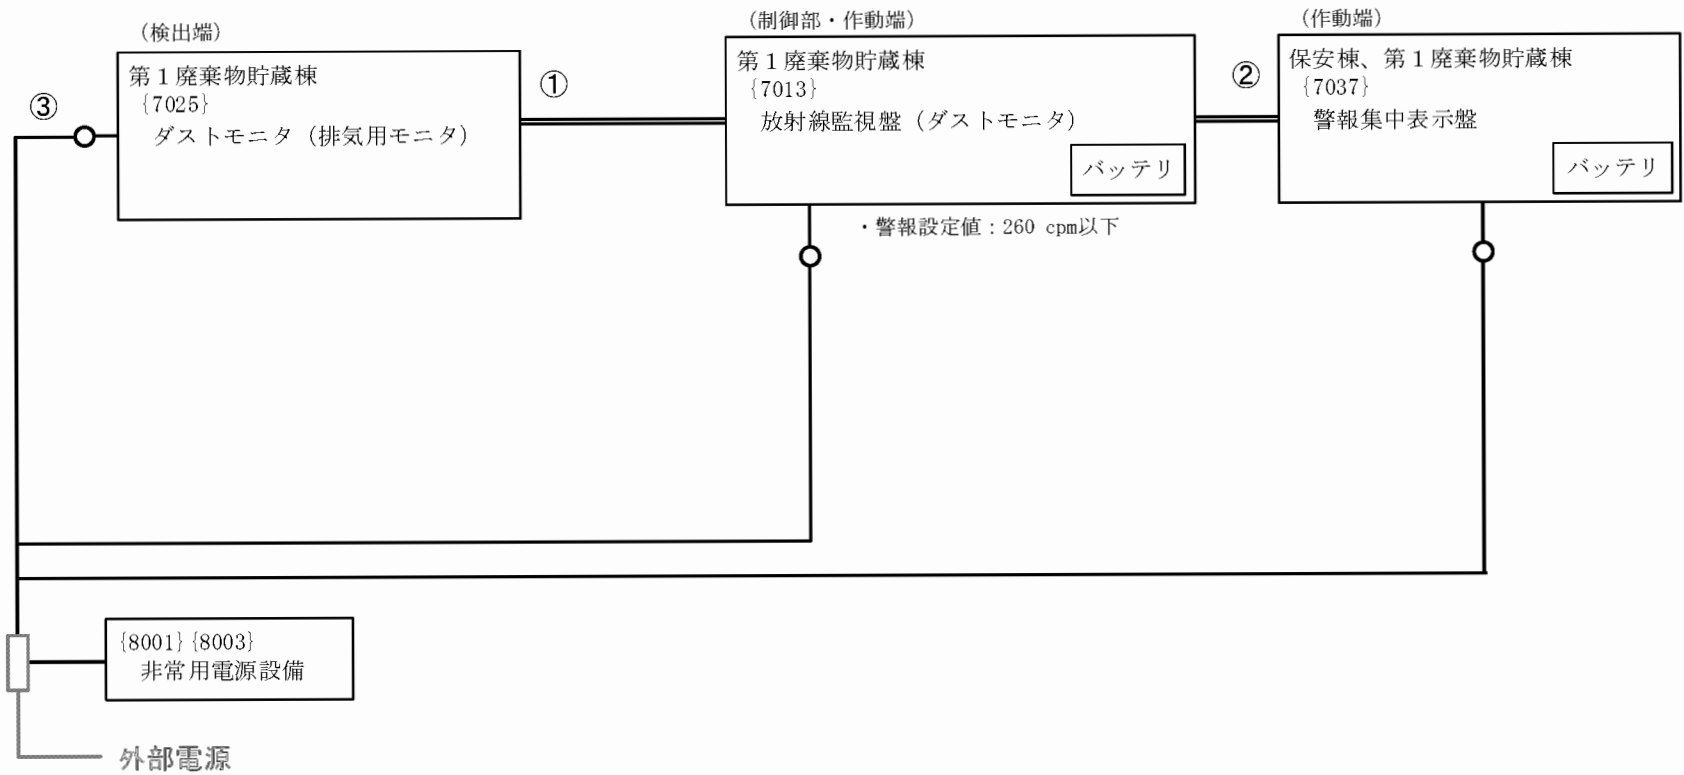 （検出端）
第１廃棄物貯蔵棟
{7025}
ダストモニタ（排気用モニタ）
③
①
（制御部・作動端）
第１廃棄物貯蔵棟
{7013}
放射線監視盤（ダストモニタ）
バッテリ
・警報設定値：260 cpm以下
②
（作動端）
保安棟、第１廃棄物貯蔵棟
{7037}
警報集中表示盤
バッテリ
{8001} {8003}
非常用電源設備
外部電源